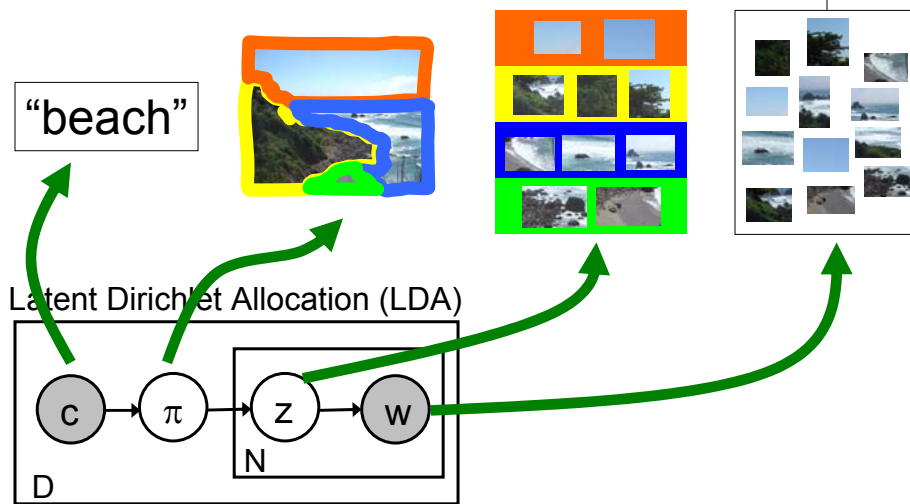 “beach”
Latent Dirichlet Allocation (LDA)
c π z w
N
D